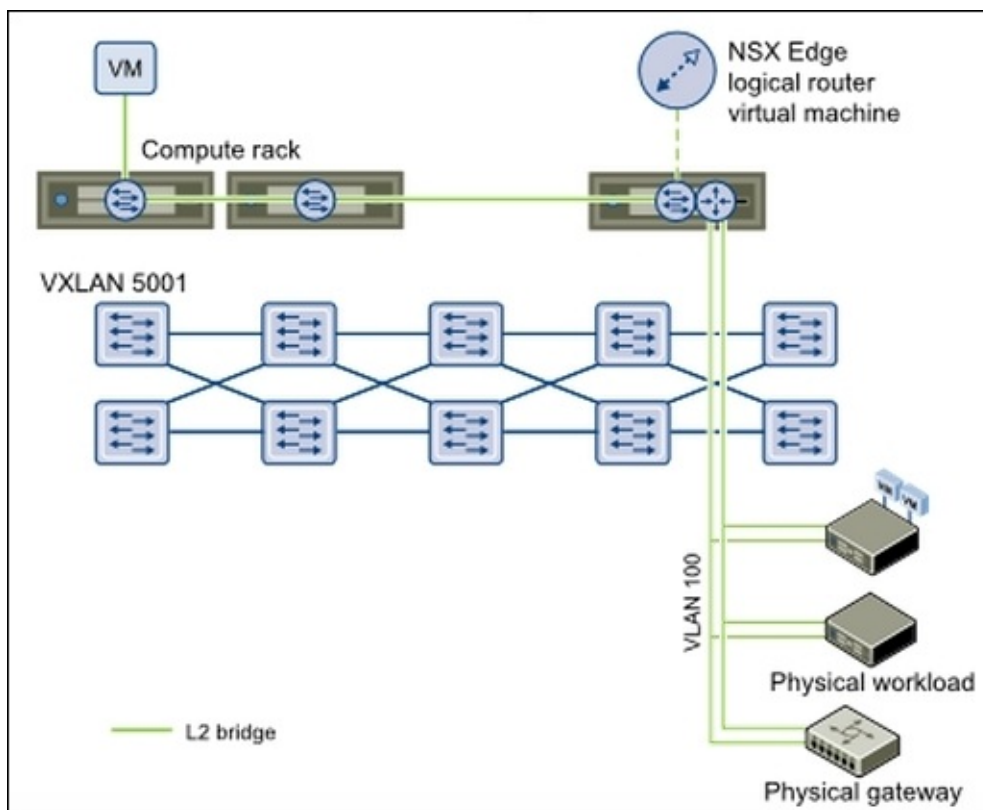 VM
NSX Edge
logical router
virtual machine
Compute rack
VXLAN 5001
VM
VLAN 100
Physical workload
L2 bridge
Physical gateway